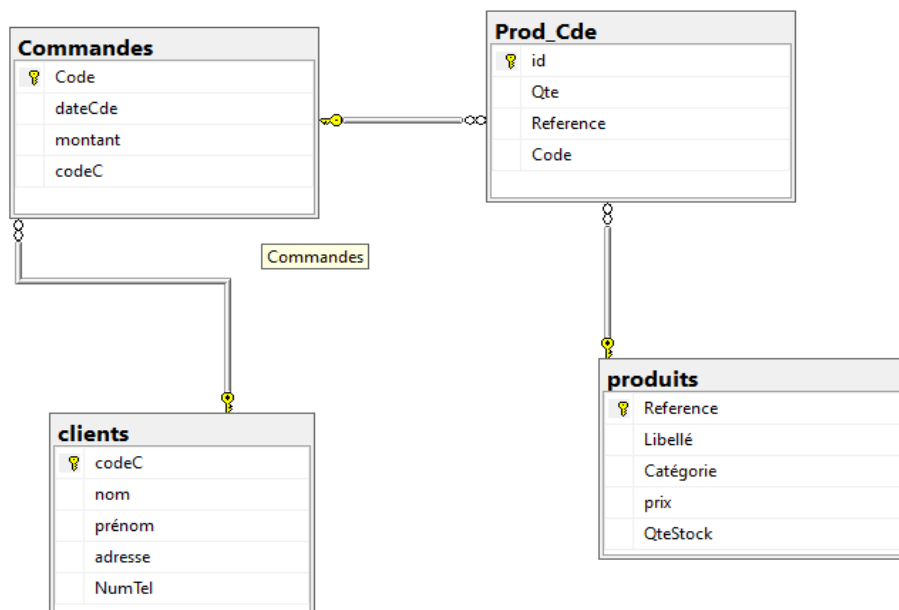 Commandes
Code
dateCde
montant
codeC
Prod_Cde
id
Qte
Reference
Code
Commandes
clients
codeC
nom
prénom
adresse
NumTel
produits
Reference
Libellé
Catégorie
prix
QteStock